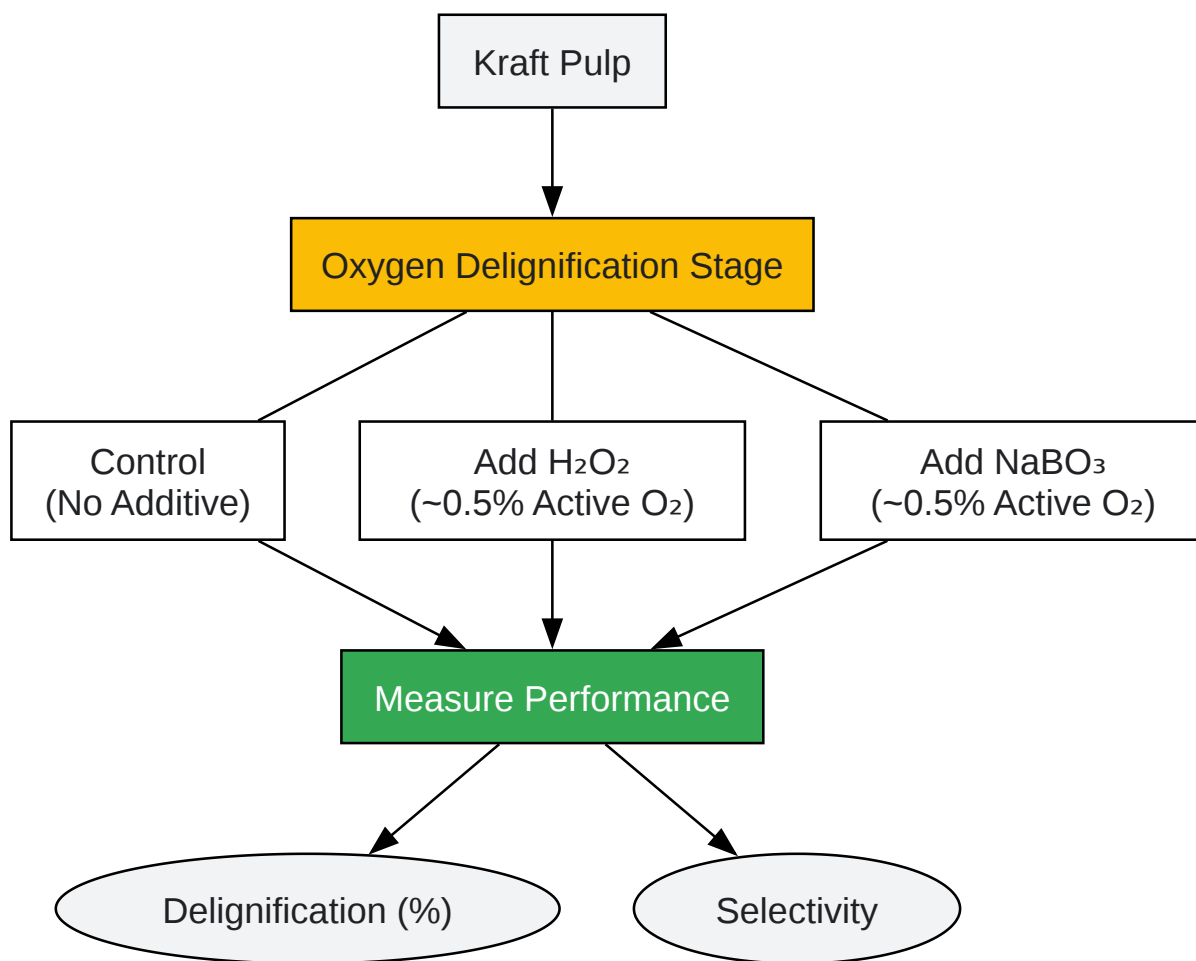 Kraft Pulp
Oxygen Delignification Stage
Control
(No Additive)
Add H₂O₂
(~0.5% Active O₂)
Add NaBO₃
(~0.5% Active O₂)
Measure Performance
Delignification (%)
Selectivity